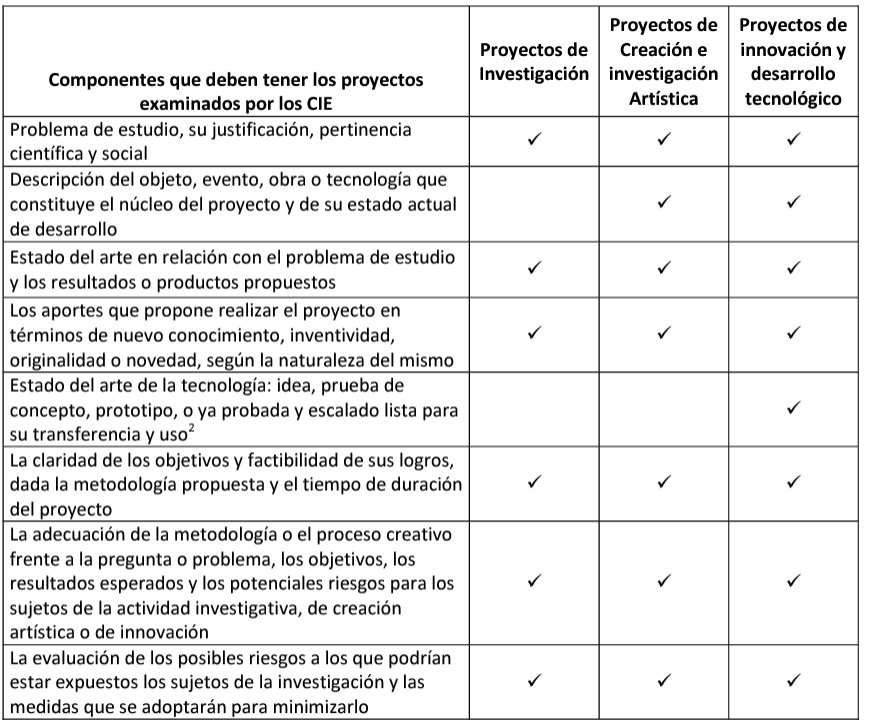 Componentes que deben tener los proyectos
examinados por los CIE
Proyectos de
Investigación
Proyectos de
Creación e
investigación
Artística
Proyectos de
innovación y
desarrollo
tecnológico
Problema de estudio, su justificación, pertinencia
científica y social
✓ ✓ ✓
Descripción del objeto, evento, obra o tecnología que
constituye el núcleo del proyecto y de su estado actual
de desarrollo
✓ ✓
Estado del arte en relación con el problema de estudio
y los resultados o productos propuestos
✓ ✓ ✓
Los aportes que propone realizar el proyecto en
términos de nuevo conocimiento, inventividad,
originalidad o novedad, según la naturaleza del mismo
✓ ✓ ✓
Estado del arte de la tecnología: idea, prueba de
concepto, prototipo, o ya probada y escalado lista para
su transferencia y uso²
✓
La claridad de los objetivos y factibilidad de sus logros,
dada la metodología propuesta y el tiempo de duración
del proyecto
✓ ✓ ✓
La adecuación de la metodología o el proceso creativo
frente a la pregunta o problema, los objetivos, los
resultados esperados y los potenciales riesgos para los
sujetos de la actividad investigativa, de creación
artística o de innovación
✓ ✓ ✓
La evaluación de los posibles riesgos a los que podrían
estar expuestos los sujetos de la investigación y las
medidas que se adoptarán para minimizarlo
✓ ✓ ✓